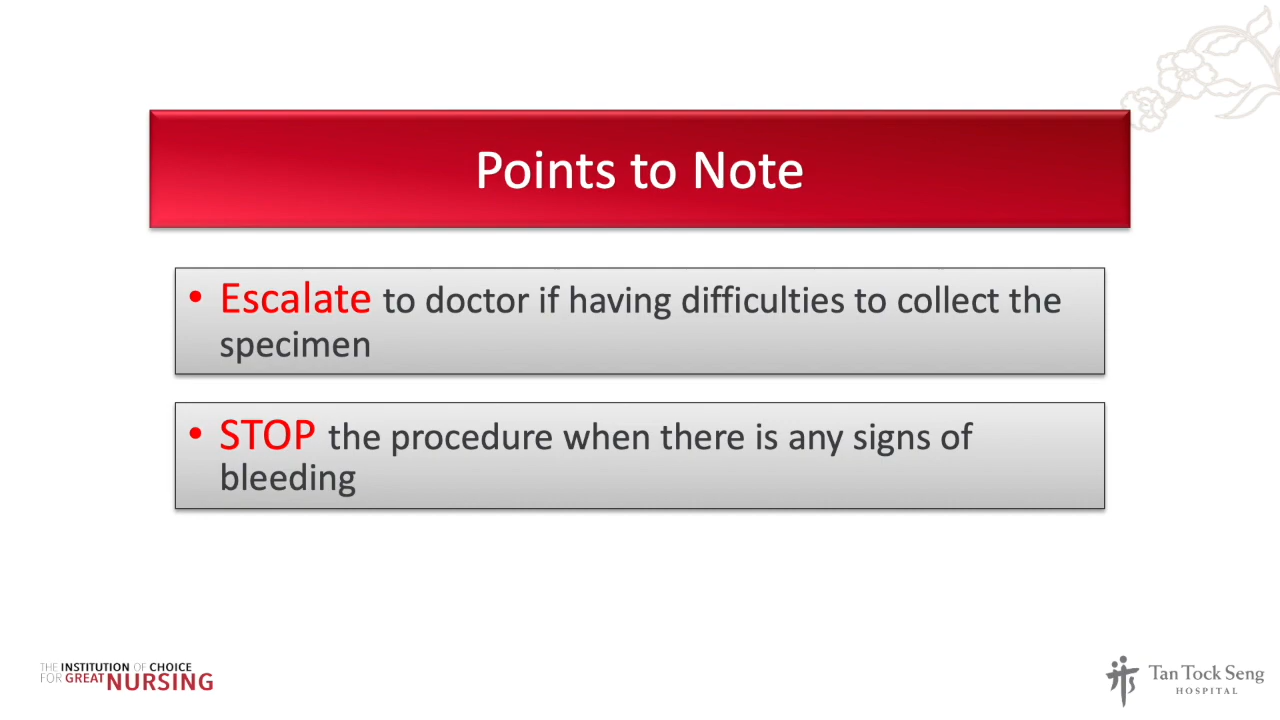 Points to Note
• Escalate to doctor if having difficulties to collect the
specimen
• STOP the procedure when there is any signs of
bleeding
THE INSTITUTION OF CHOICE
FOR GREAT NURSING
Tan Tock Seng
HOSPITAL